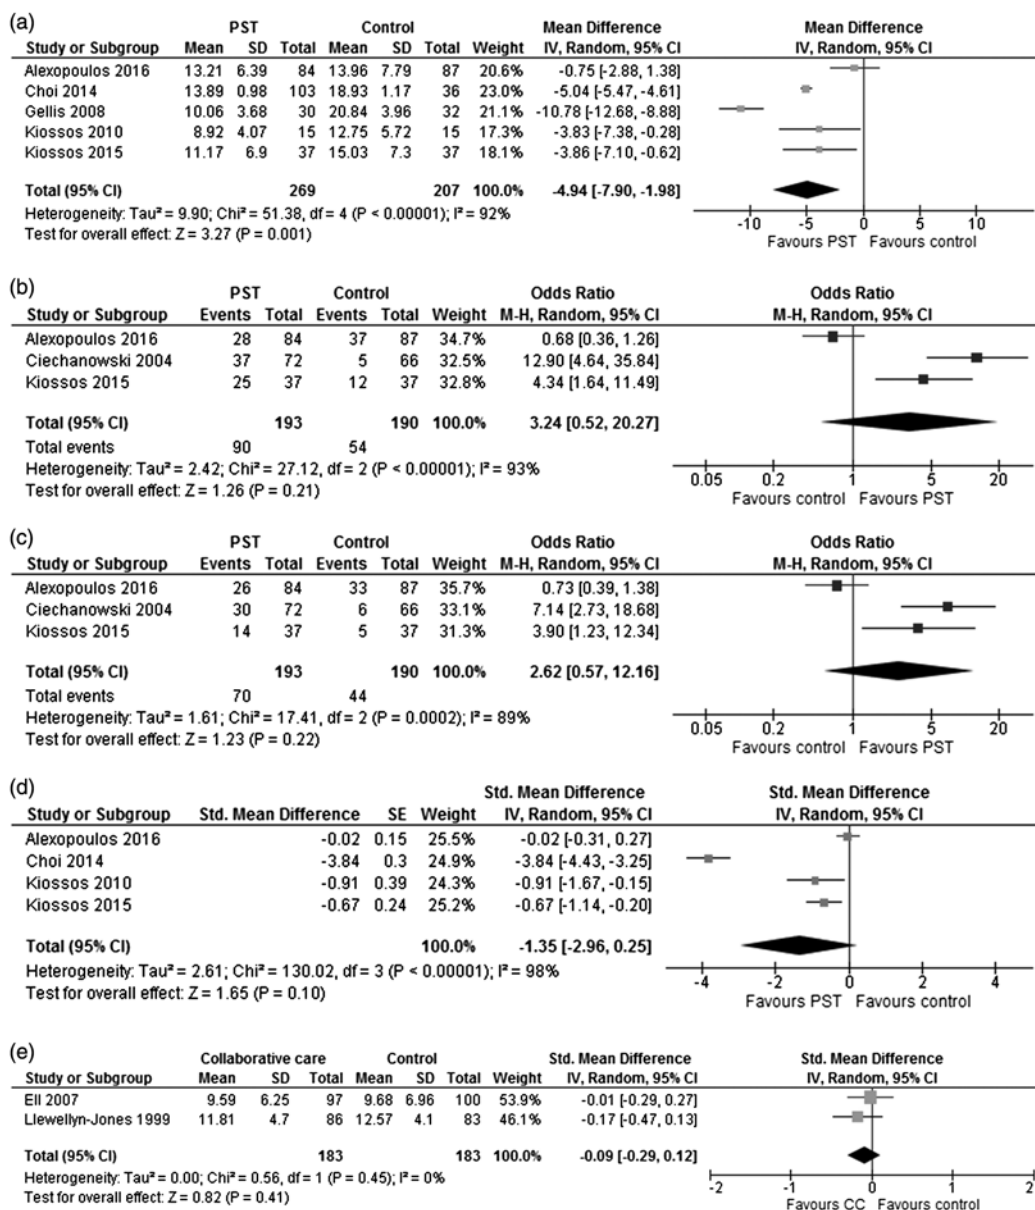 (a)
PST Control Mean Difference Mean Difference
Study or Subgroup Mean SD Total Mean SD Total Weight IV, Random, 95% CI IV, Random, 95% CI
Alexopoulos 2016 13.21 6.39 84 13.96 7.79 87 20.6% -0.75 [-2.88, 1.38]
Choi 2014 13.89 0.98 103 18.93 1.17 36 23.0% -5.04 [-5.47, -4.61]
Gellis 2008 10.06 3.68 30 20.84 3.96 32 21.1% -10.78 [-12.68, -8.88]
Kiossos 2010 8.92 4.07 15 12.75 5.72 15 17.3% -3.83 [-7.38, -0.28]
Kiossos 2015 11.17 6.9 37 15.03 7.3 37 18.1% -3.86 [-7.10, -0.62]
Total (95% CI) 269 207 100.0% -4.94 [-7.90, -1.98]
Heterogeneity: Tau² = 9.90; Chi² = 51.38, df = 4 (P < 0.00001); I² = 92%
Test for overall effect: Z = 3.27 (P = 0.001)
-10 -5 0 5 10
Favours PST Favours control
(b)
PST Control Odds Ratio Odds Ratio
Study or Subgroup Events Total Events Total Weight M-H, Random, 95% CI M-H, Random, 95% CI
Alexopoulos 2016 28 84 37 87 34.7% 0.68 [0.36, 1.26]
Ciechanowski 2004 37 72 5 66 32.5% 12.90 [4.64, 35.84]
Kiossos 2015 25 37 12 37 32.8% 4.34 [1.64, 11.49]
Total (95% CI) 193 190 100.0% 3.24 [0.52, 20.27]
Total events 90 54
Heterogeneity: Tau² = 2.42; Chi² = 27.12, df = 2 (P < 0.00001); I² = 93%
Test for overall effect: Z = 1.26 (P = 0.21)
0.05 0.2 1 5 20
Favours control Favours PST
(c)
PST Control Odds Ratio Odds Ratio
Study or Subgroup Events Total Events Total Weight M-H, Random, 95% CI M-H, Random, 95% CI
Alexopoulos 2016 26 84 33 87 35.7% 0.73 [0.39, 1.38]
Ciechanowski 2004 30 72 6 66 33.1% 7.14 [2.73, 18.68]
Kiossos 2015 14 37 5 37 31.3% 3.90 [1.23, 12.34]
Total (95% CI) 193 190 100.0% 2.62 [0.57, 12.16]
Total events 70 44
Heterogeneity: Tau² = 1.61; Chi² = 17.41, df = 2 (P = 0.0002); I² = 89%
Test for overall effect: Z = 1.23 (P = 0.22)
0.05 0.2 1 5 20
Favours control Favours PST
(d)
Std. Mean Difference Std. Mean Difference
Study or Subgroup Std. Mean Difference SE Weight IV, Random, 95% CI IV, Random, 95% CI
Alexopoulos 2016 -0.02 0.15 25.5% -0.02 [-0.31, 0.27]
Choi 2014 -3.84 0.3 24.9% -3.84 [-4.43, -3.25]
Kiossos 2010 -0.91 0.39 24.3% -0.91 [-1.67, -0.15]
Kiossos 2015 -0.67 0.24 25.2% -0.67 [-1.14, -0.20]
Total (95% CI) 100.0% -1.35 [-2.96, 0.25]
Heterogeneity: Tau² = 2.61; Chi² = 130.02, df = 3 (P < 0.00001); I² = 98%
Test for overall effect: Z = 1.65 (P = 0.10)
-4 -2 0 2 4
Favours PST Favours control
(e)
Collaborative care Control Std. Mean Difference Std. Mean Difference
Study or Subgroup Mean SD Total Mean SD Total Weight IV, Random, 95% CI IV, Random, 95% CI
Ell 2007 9.59 6.25 97 9.68 6.96 100 53.9% -0.01 [-0.29, 0.27]
Llewellyn-Jones 1999 11.81 4.7 86 12.57 4.1 83 46.1% -0.17 [-0.47, 0.13]
Total (95% CI) 183 183 100.0% -0.09 [-0.29, 0.12]
Heterogeneity: Tau² = 0.00; Chi² = 0.56, df = 1 (P = 0.45); I² = 0%
Test for overall effect: Z = 0.82 (P = 0.41)
-2 -1 0 1 2
Favours CC Favours control